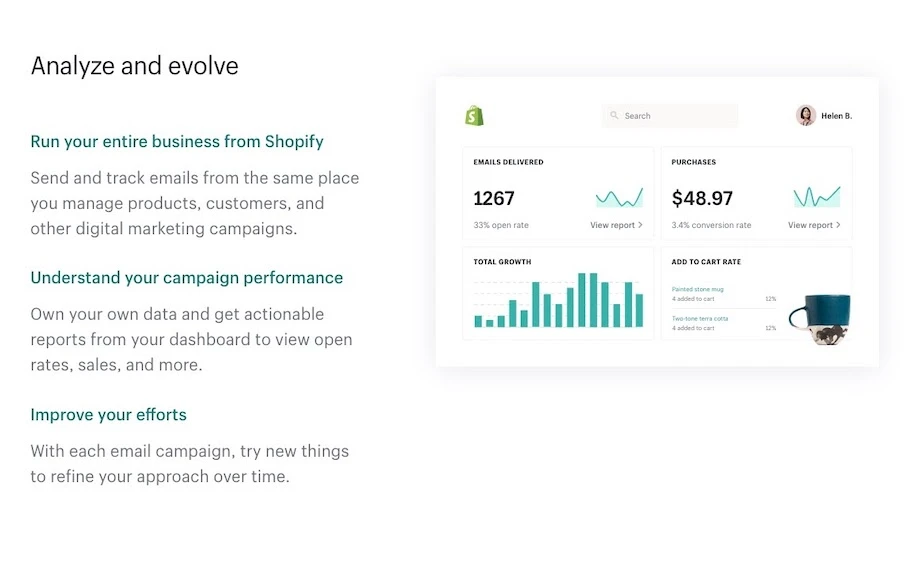 Analyze and evolve
Run your entire business from Shopify
Send and track emails from the same place
you manage products, customers, and
other digital marketing campaigns.
Understand your campaign performance
Own your own data and get actionable
reports from your dashboard to view open
rates, sales, and more.
Improve your efforts
With each email campaign, try new things
to refine your approach over time.
S
Search
Helen B.
EMAILS DELIVERED
1267
33% open rate
View report >
PURCHASES
$48.97
3.4% conversion rate
View report >
TOTAL GROWTH
ADD TO CART RATE
Painted stone mug
4 added to cart 12%
Two-tone terra cotta
4 added to cart 12%